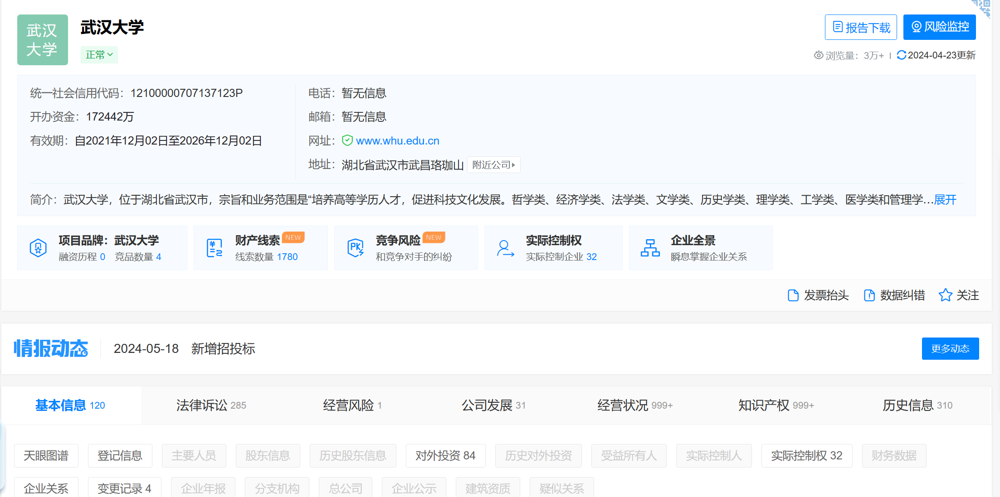 武汉
大学
武汉大学
正常
报告下载
风险监控
浏览量：3万+
2024-04-23更新
统一社会信用代码：12100000707137123P
开办资金：172442万
有效期：自2021年12月02日至2026年12月02日
电话：暂无信息
邮箱：暂无信息
网址：www.whu.edu.cn
地址：湖北省武汉市武昌珞珈山 附近公司
简介：武汉大学，位于湖北省武汉市，宗旨和业务范围是“培养高等学历人才，促进科技文化发展。哲学类、经济学类、法学类、文学类、历史学类、理学类、工学类、医学类和管理学...展开
项目品牌：武汉大学
融资历程 0 竞品数量 4
财产线索 NEW
线索数量 1780
PK
竞争风险 NEW
和竞争对手的纠纷
实际控制权
实际控制企业 32
企业全景
瞬息掌握企业关系
发票抬头
数据纠错
关注
情报动态
2024-05-18 新增招投标
更多动态
基本信息 120
法律诉讼 285
经营风险 1
公司发展 31
经营状况 999+
知识产权 999+
历史信息 310
天眼图谱
登记信息
主要人员
股东信息
历史股东信息
对外投资 84
历史对外投资
受益所有人
实际控制人
实际控制权 32
财务数据
企业关系
变更记录 4
企业年报
分支机构
总公司
企业公示
建筑资质
疑似关系